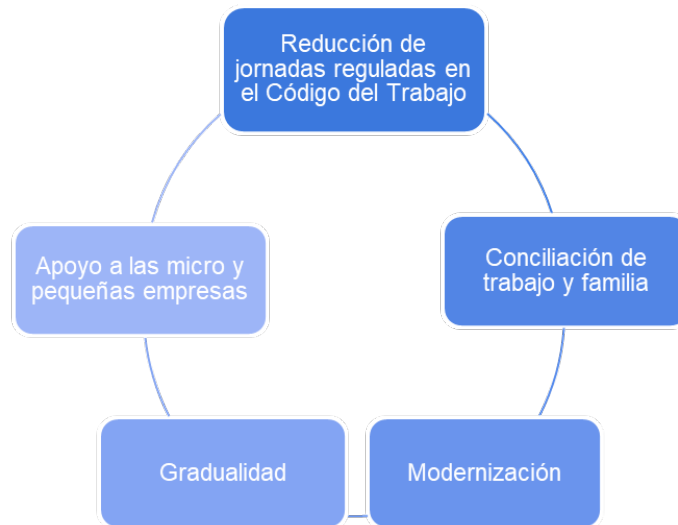 Reducción de
jornadas reguladas en
el Código del Trabajo
Conciliación de
trabajo y familia
Modernización
Gradualidad
Apoyo a las micro y
pequeñas empresas